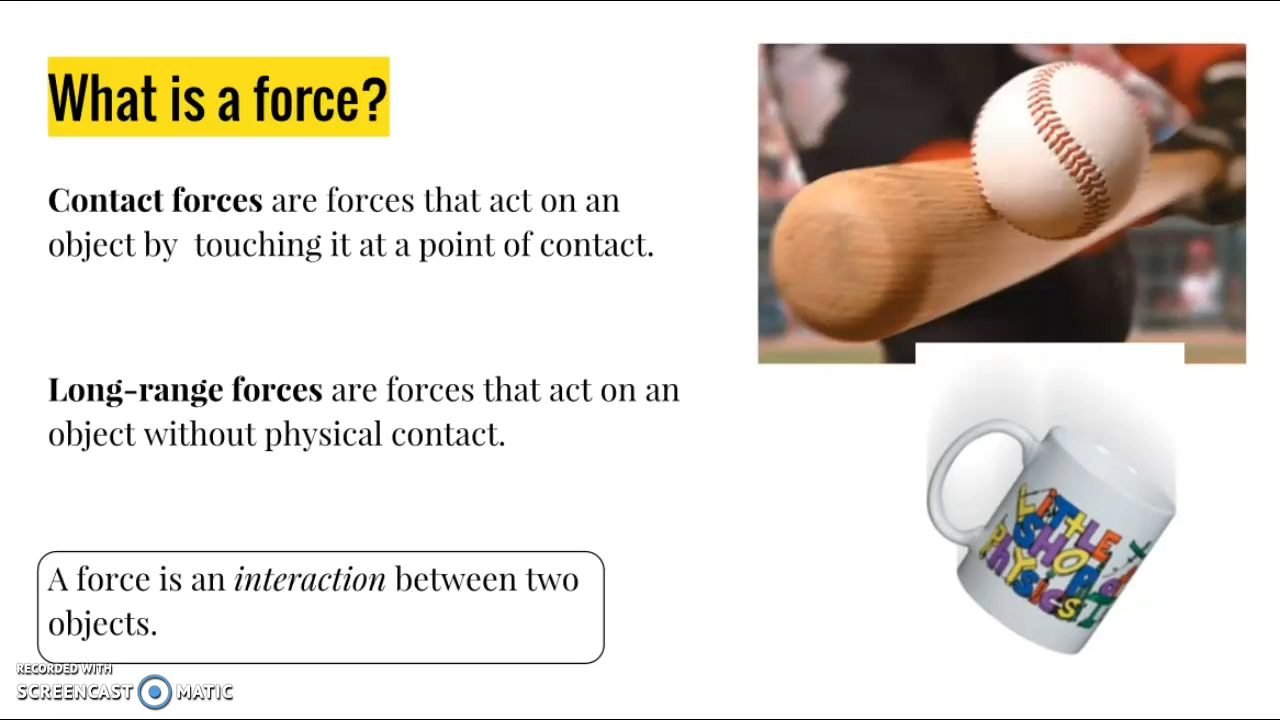 What is a force?
Contact forces are forces that act on an
object by  touching it at a point of contact.
Long-range forces are forces that act on an
object without physical contact.
A force is an interaction between two
objects.
RECORDED WITH
SCREENCAST MATIC
LiTTLE
SHOP
Physics